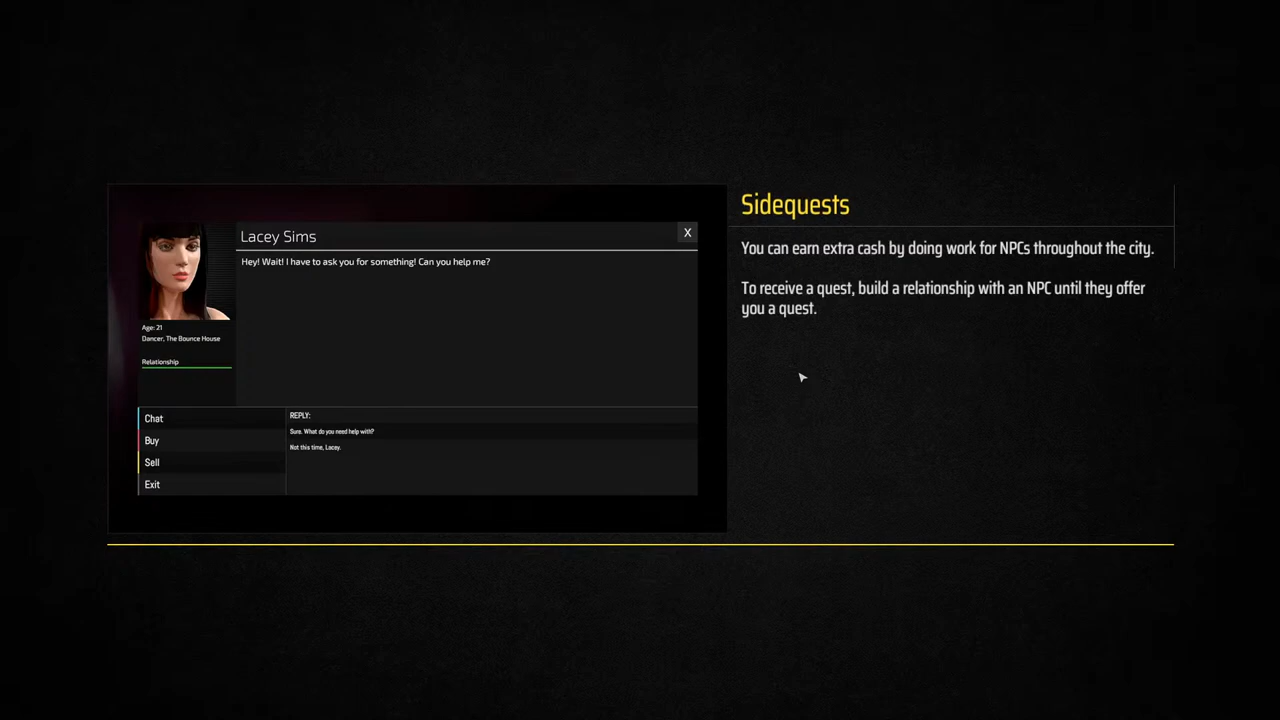 Sidequests
Lacey Sims
X
Hey! Wait! I have to ask you for something! Can you help me?
Age: 21
Dancer, The Bounce House
Relationship
Chat
Buy
Sell
Exit
REPLY:
Sure. What do you need help with?
Not this time, Lacey.
You can earn extra cash by doing work for NPCs throughout the city.
To receive a quest, build a relationship with an NPC until they offer
you a quest.